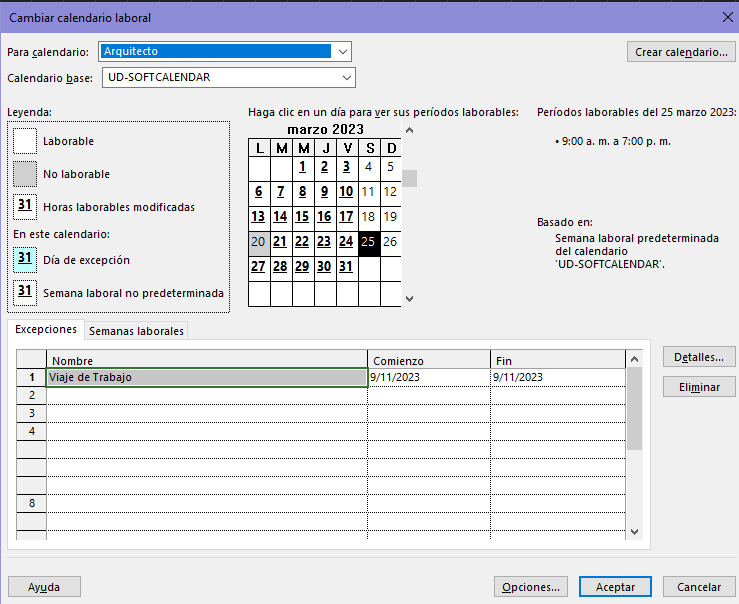 Cambiar calendario laboral
Para calendario: Arquitecto Crear calendario...
Calendario base: UD-SOFTCALENDAR
Leyenda:
Laborable
No laborable
31 Horas laborables modificadas
En este calendario:
31 Día de excepción
31 Semana laboral no predeterminada
Haga clic en un día para ver sus períodos laborables:
marzo 2023
L M M J V S D
1 2 3 4 5
6 7 8 9 10 11 12
13 14 15 16 17 18 19
20 21 22 23 24 25 26
27 28 29 30 31
Períodos laborables del 25 marzo 2023:
• 9:00 a. m. a 7:00 p. m.
Basado en:
Semana laboral predeterminada
del calendario
'UD-SOFTCALENDAR'.
Excepciones Semanas laborales
Nombre Comienzo Fin
1 Viaje de Trabajo 9/11/2023 9/11/2023
2
3
4
8
Detalles...
Eliminar
Ayuda Opciones... Aceptar Cancelar